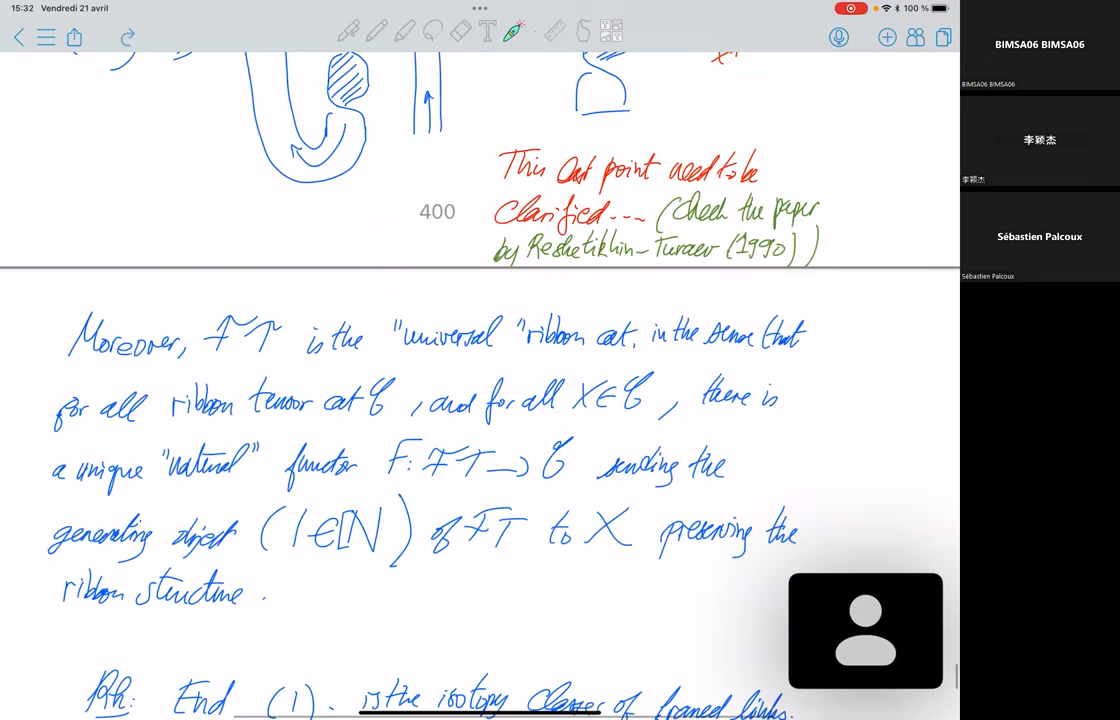 15:32 Vendredi 21 avril
100 %
This last point need to be
clarified.... (check the paper
by Reshetikhin-Turaev (1990))
400
Moreover, FT is the "universal" ribbon cat. in the sense that
for all ribbon tensor cat C, and for all X∈C, there is
a unique "natural" functor F: FT → C sending the
generating object (1∈ℕ) of FT to X preserving the
ribbon structure.
Rk: End (1). is the isotopy classes of framed links.
BIMSA06 BIMSA06
BIMSA06 BIMSA06
李颖杰
李颖杰
Sébastien Palcoux
Sébastien Palcoux